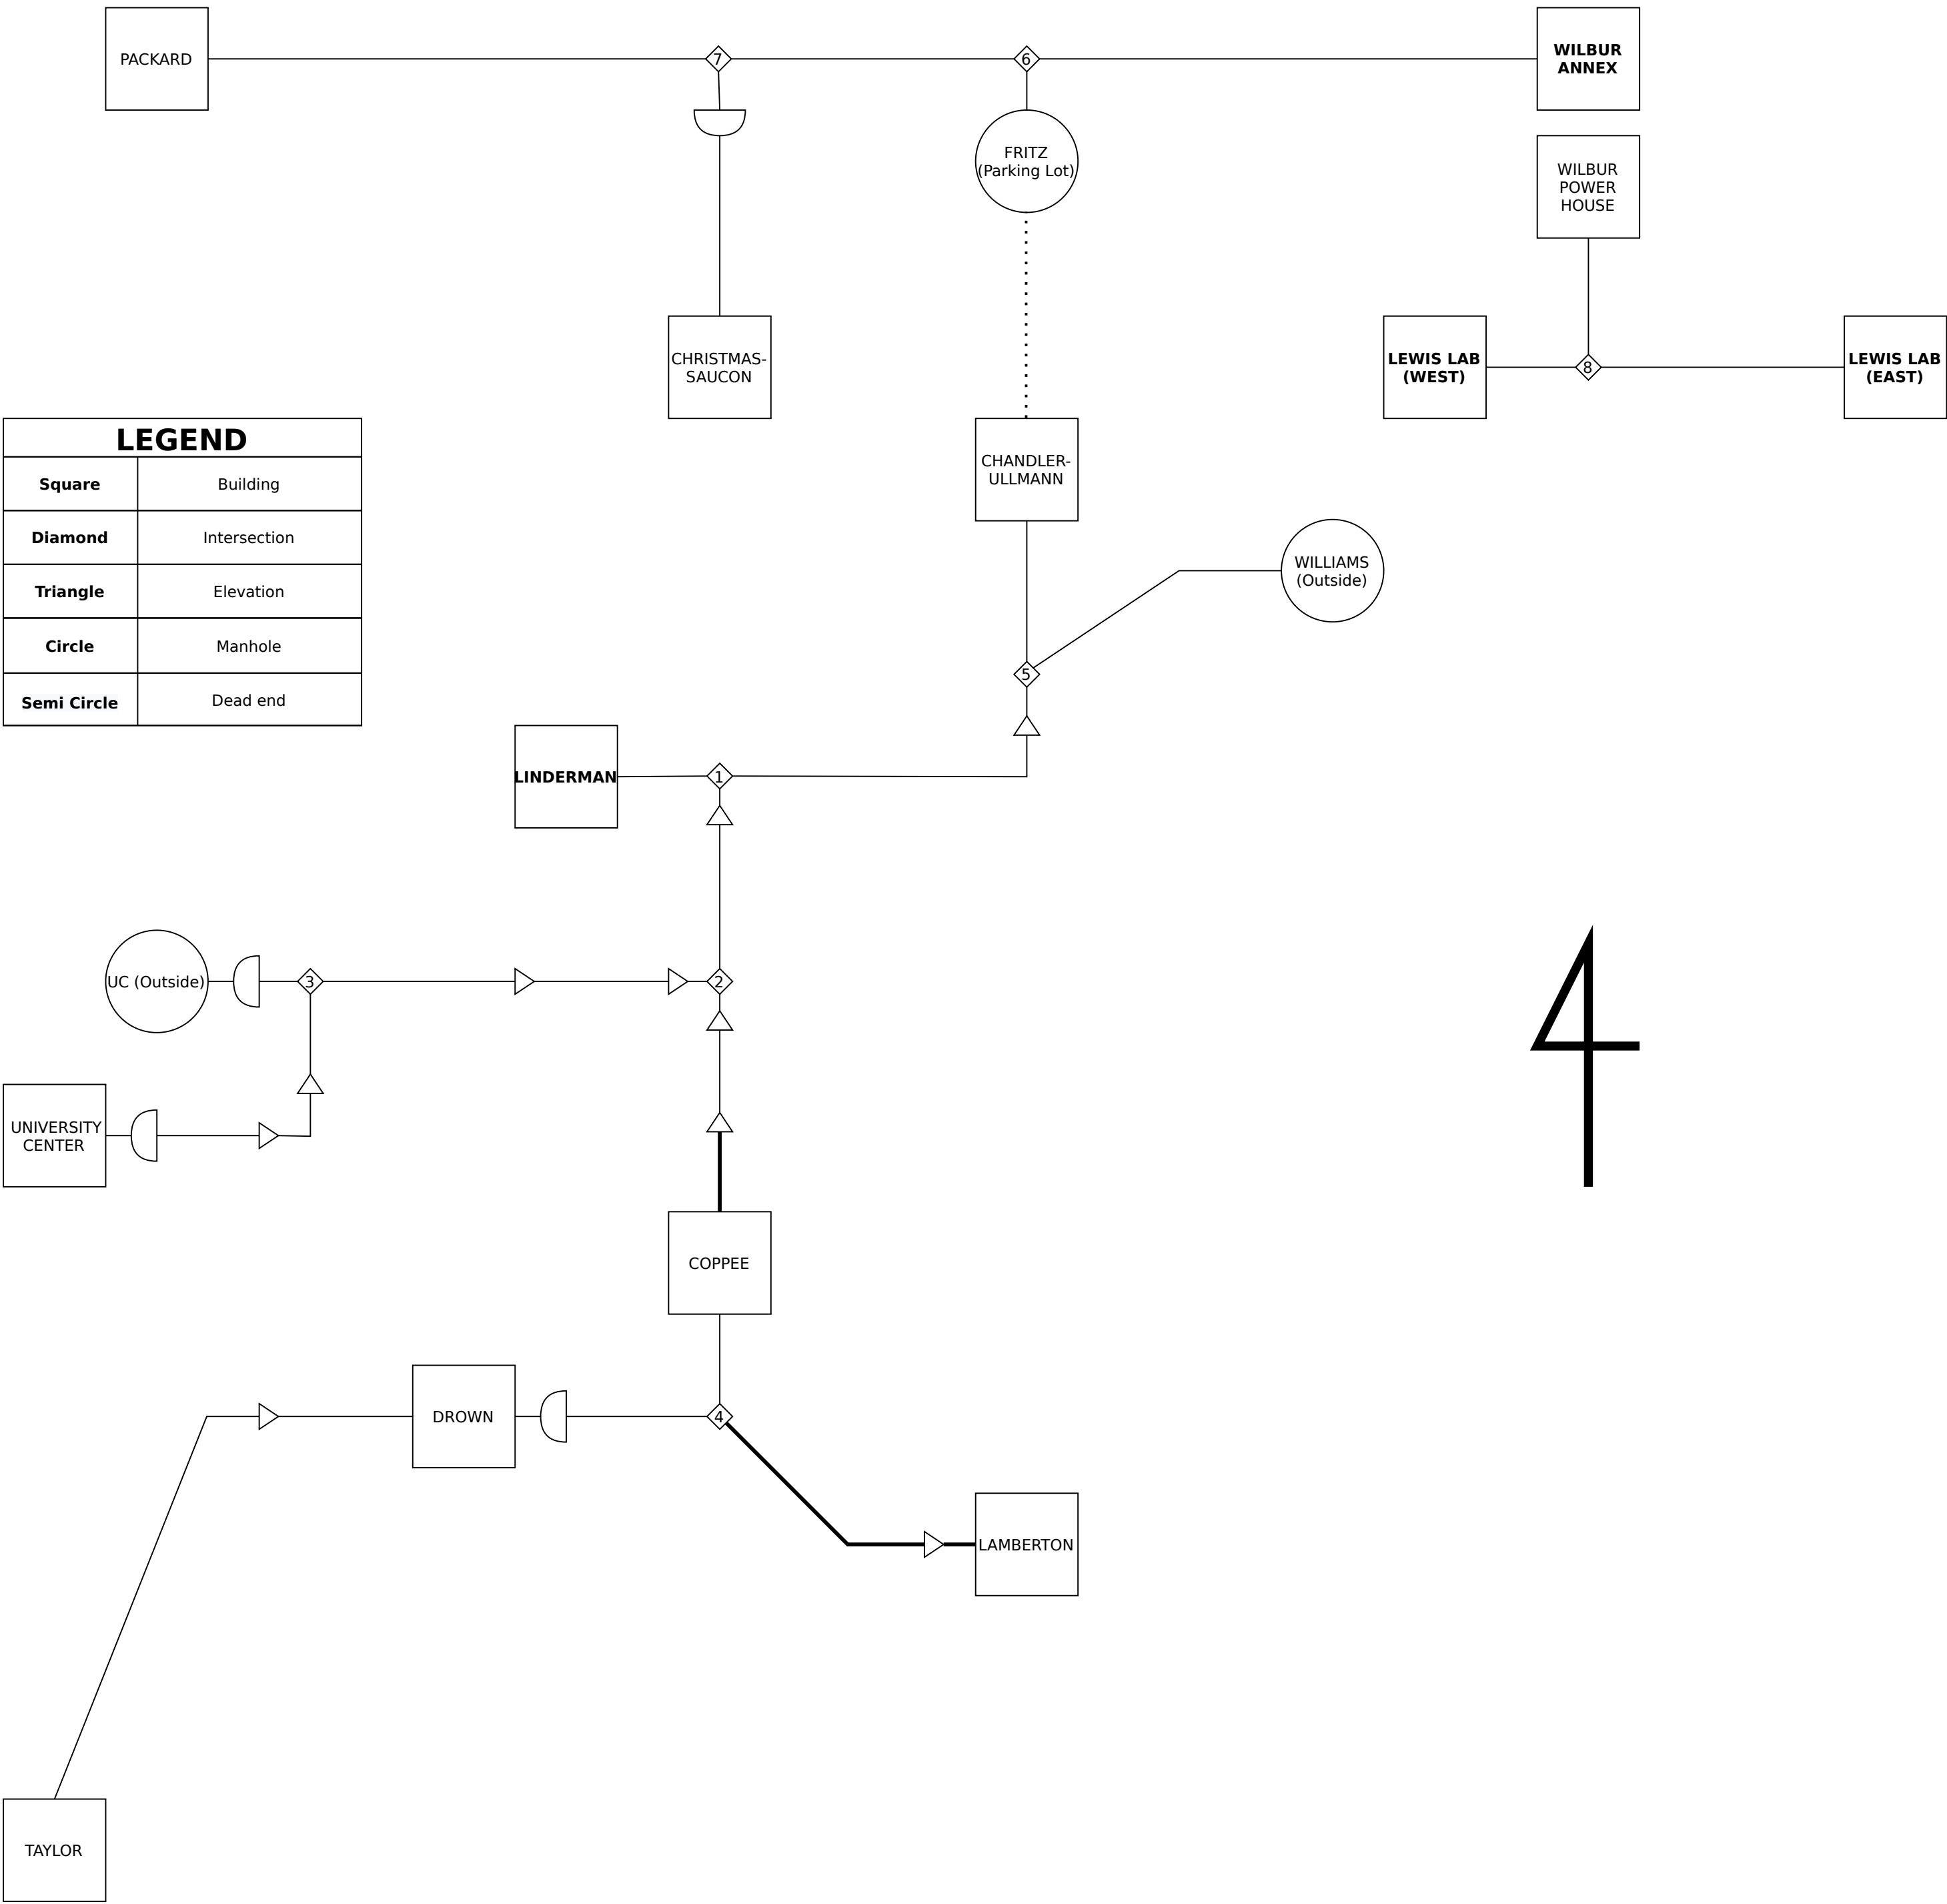 PACKARD
7
6
WILBUR
ANNEX
FRITZ
(Parking Lot)
WILBUR
POWER
HOUSE
CHRISTMAS-
SAUCON
LEWIS LAB
(WEST)
8
LEWIS LAB
(EAST)
LEGEND
Square
Building
Diamond
Intersection
Triangle
Elevation
Circle
Manhole
Semi Circle
Dead end
CHANDLER-
ULLMANN
WILLIAMS
(Outside)
5
LINDERMAN
1
UC (Outside)
3
2
UNIVERSITY
CENTER
COPPEE
DROWN
4
LAMBERTON
TAYLOR